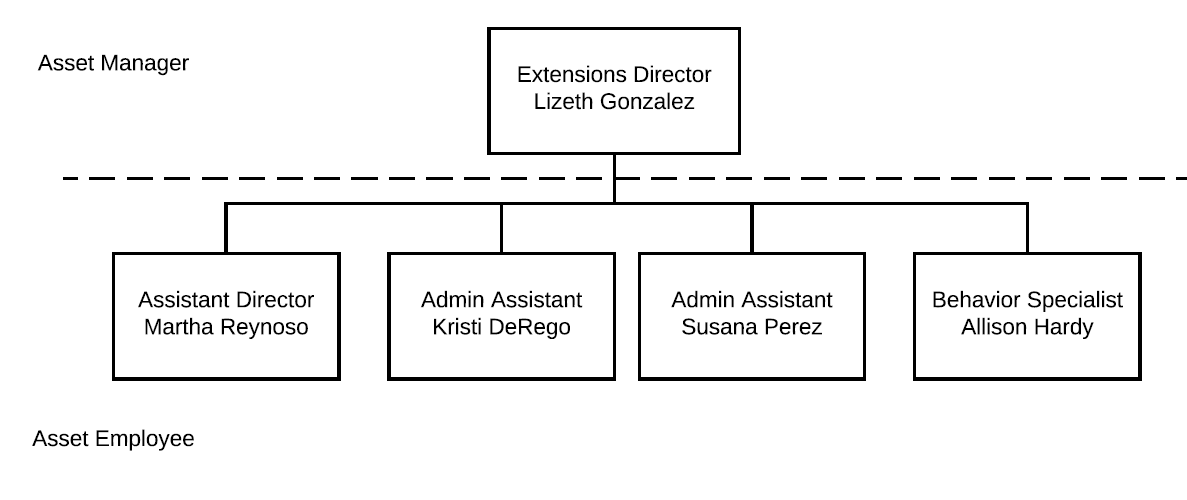 Asset Manager
Extensions Director
Lizeth Gonzalez
Assistant Director
Martha Reynoso
Admin Assistant
Kristi DeRego
Admin Assistant
Susana Perez
Behavior Specialist
Allison Hardy
Asset Employee